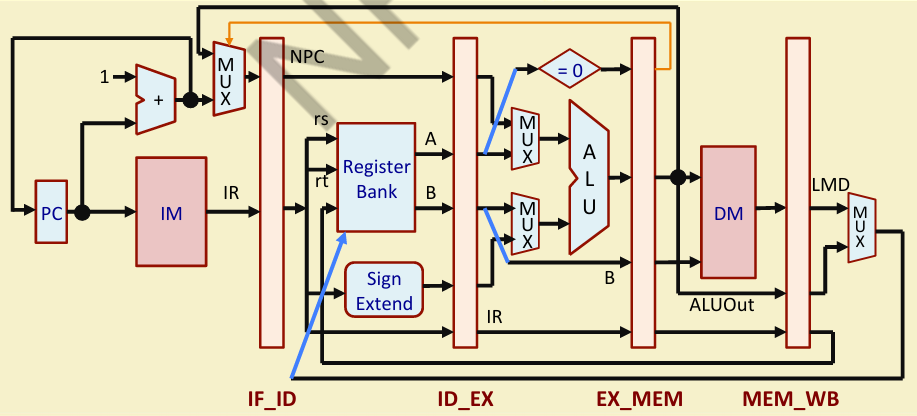 NPC
1
+
MUX
PC
IM
IR
rs
rt
Register
Bank
A
B
Sign
Extend
= 0
MUX
MUX
ALU
B
IR
DM
ALUOut
LMD
MUX
IF_ID
ID_EX
EX_MEM
MEM_WB